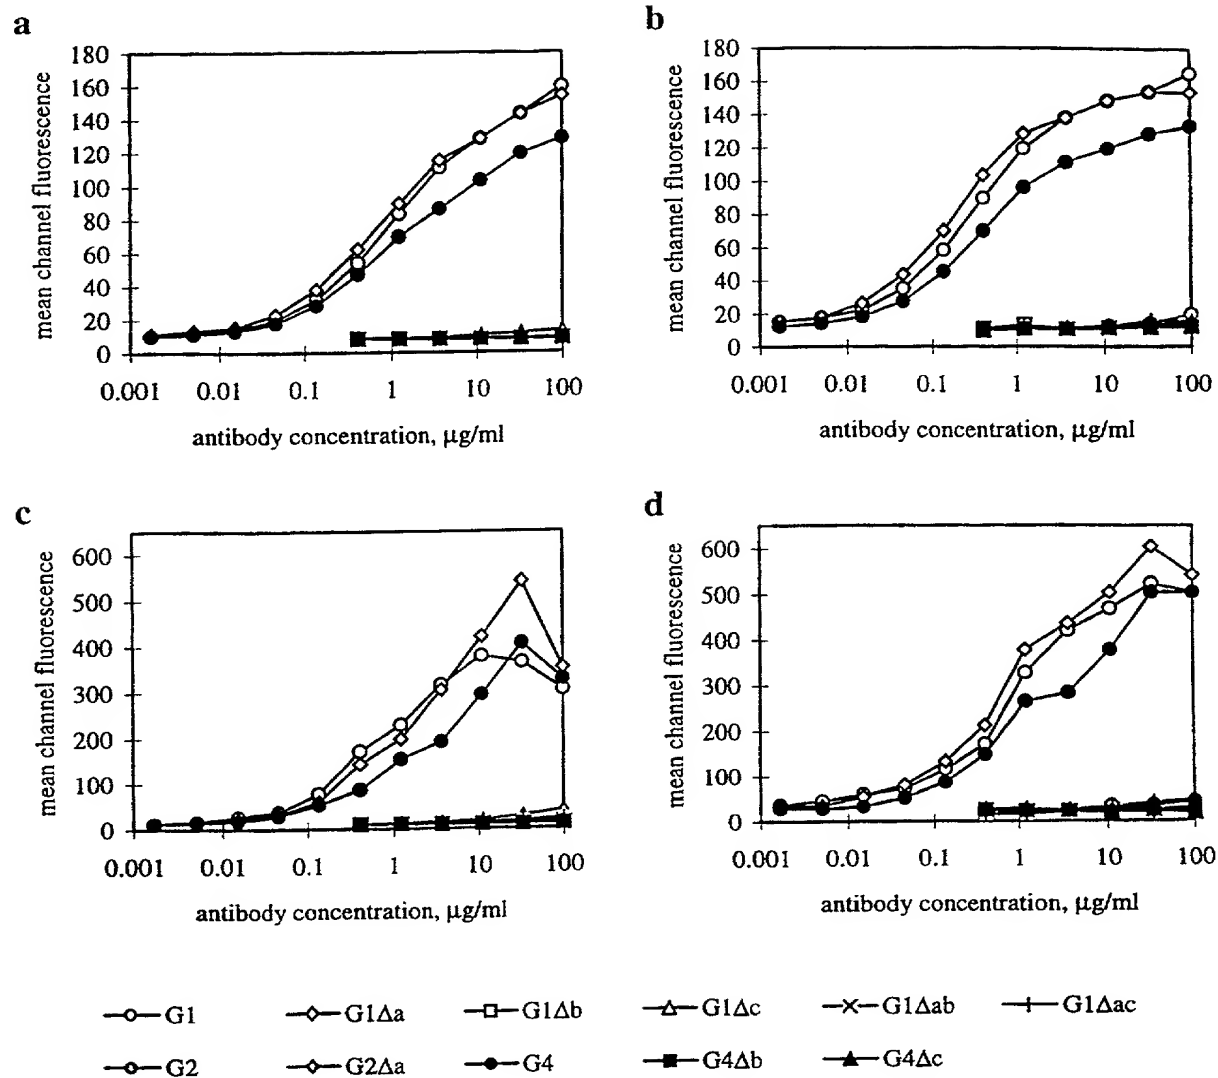 a
180
160
140
120
100
80
60
40
20
0
mean channel fluorescence
0.001 0.01 0.1 1 10 100
antibody concentration, µg/ml
b
180
160
140
120
100
80
60
40
20
0
mean channel fluorescence
0.001 0.01 0.1 1 10 100
antibody concentration, µg/ml
c
600
500
400
300
200
100
0
mean channel fluorescence
0.001 0.01 0.1 1 10 100
antibody concentration, µg/ml
d
600
500
400
300
200
100
0
mean channel fluorescence
0.001 0.01 0.1 1 10 100
antibody concentration, µg/ml
G1 G1Δa G1Δb G1Δc G1Δab G1Δac
G2 G2Δa G4 G4Δb G4Δc